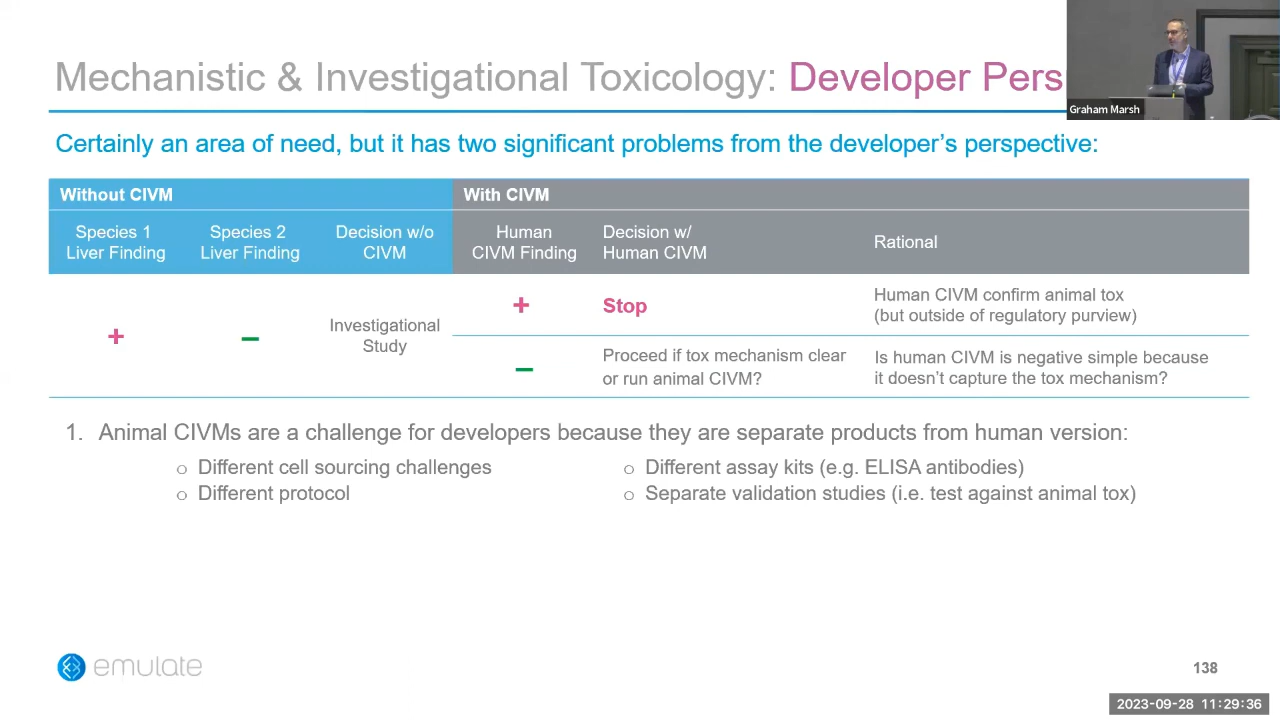 Mechanistic & Investigational Toxicology: Developer Pers
Graham Marsh
Certainly an area of need, but it has two significant problems from the developer’s perspective:
Without CIVM
With CIVM
Species 1
Liver Finding
Species 2
Liver Finding
Decision w/o
CIVM
Human
CIVM Finding
Decision w/
Human CIVM
Rational
+
–
Investigational
Study
+
Stop
Human CIVM confirm animal tox
(but outside of regulatory purview)
–
Proceed if tox mechanism clear
or run animal CIVM?
Is human CIVM is negative simple because
it doesn’t capture the tox mechanism?
1. Animal CIVMs are a challenge for developers because they are separate products from human version:
○ Different cell sourcing challenges
○ Different protocol
○ Different assay kits (e.g. ELISA antibodies)
○ Separate validation studies (i.e. test against animal tox)
emulate
138
2023-09-28 11:29:36